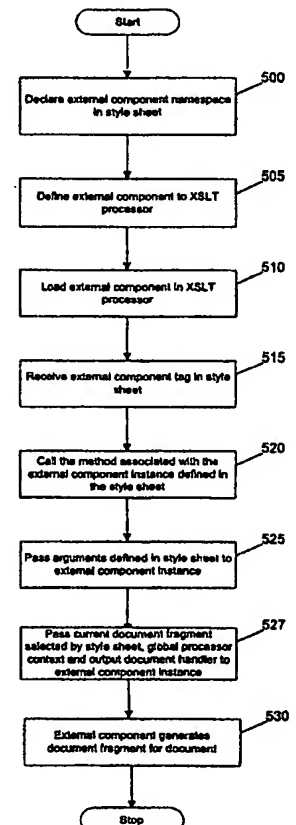 Start
500
Declare external component namespace
in style sheet
505
Define external component to XSLT
processor
510
Load external component in XSLT
processor
515
Receive external component tag in style
sheet
520
Call the method associated with the
external component instance defined in
the style sheet
525
Pass arguments defined in style sheet to
external component instance
527
Pass current document fragment
selected by style sheet, global processor
context and output document handler to
external component instance
530
External component generates
document fragment for document
Stop